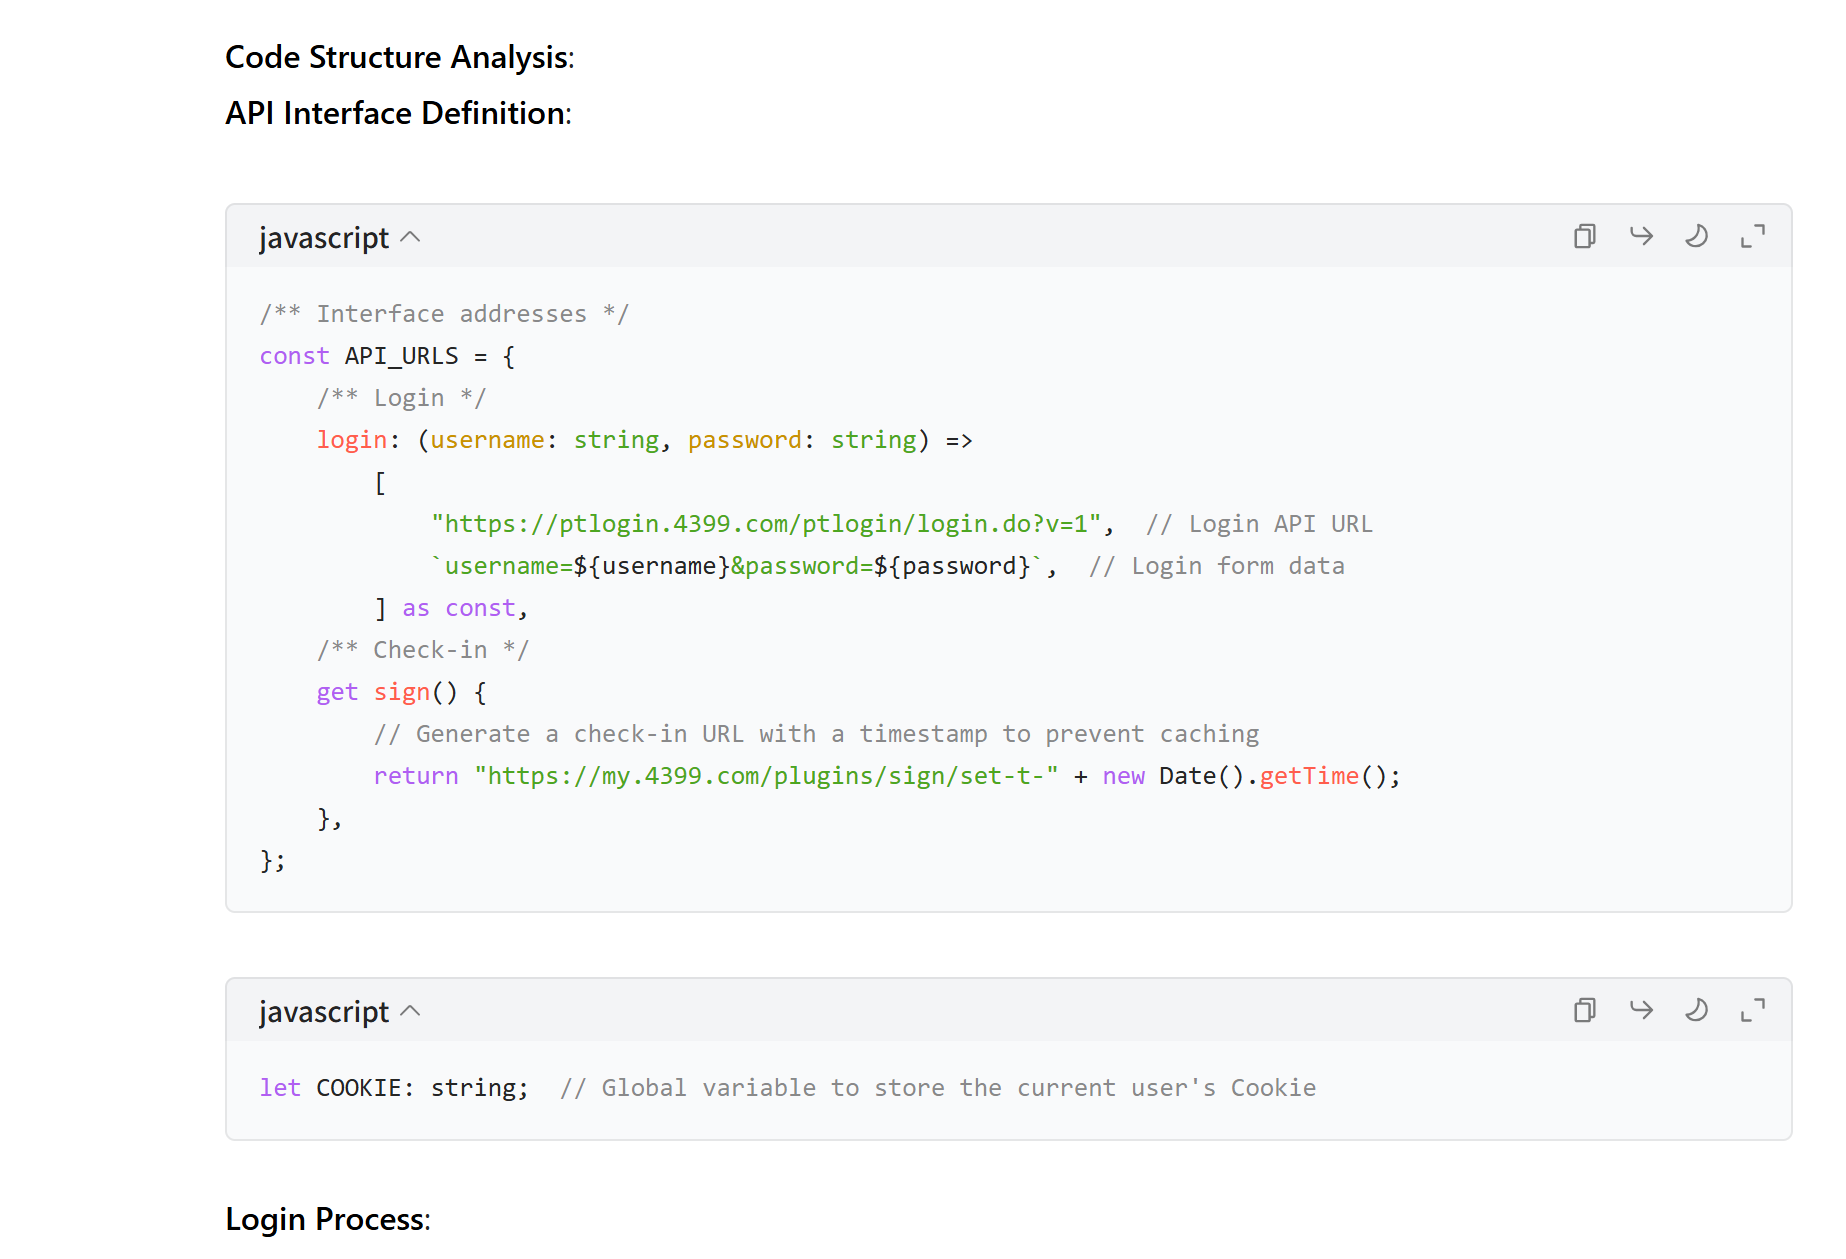 Code Structure Analysis:
API Interface Definition:
javascript
/** Interface addresses */
const API_URLS = {
    /** Login */
    login: (username: string, password: string) =>
        [
            "https://ptlogin.4399.com/ptlogin/login.do?v=1",  // Login API URL
            `username=${username}&password=${password}`,  // Login form data
        ] as const,
    /** Check-in */
    get sign() {
        // Generate a check-in URL with a timestamp to prevent caching
        return "https://my.4399.com/plugins/sign/set-t-" + new Date().getTime();
    },
};
javascript
let COOKIE: string;  // Global variable to store the current user's Cookie
Login Process: